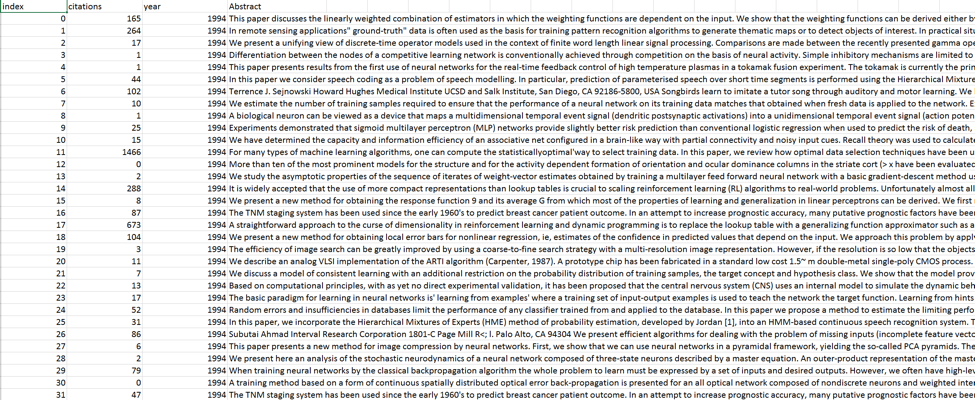 index citations year Abstract
0 165 1994 This paper discusses the linearly weighted combination of estimators in which the weighting functions are dependent on the input. We show that the weighting functions can be derived either b
1 264 1994 In remote sensing applications" ground-truth" data is often used as the basis for training pattern recognition algorithms to generate thematic maps or to detect objects of interest. In practical sit
2 17 1994 We present a unifying view of discrete-time operator models used in the context of finite word length linear signal processing. Comparisons are made between the recently presented gamma ope
3 1 1994 Differentiation between the nodes of a competitive learning network is conventionally achieved through competition on the basis of neural activity. Simple inhibitory mechanisms are limited to
4 1 1994 This paper presents results from the first use of neural networks for the real-time feedback control of high temperature plasmas in a tokamak fusion experiment. The tokamak is currently the prin
5 44 1994 In this paper we consider speech coding as a problem of speech modelling. In particular, prediction of parameterised speech over short time segments is performed using the Hierarchical Mixture
6 102 1994 Terrence J. Sejnowski Howard Hughes Medical Institute UCSD and Salk Institute, San Diego, CA 92186-5800, USA Songbirds learn to imitate a tutor song through auditory and motor learning. We
7 10 1994 We estimate the number of training samples required to ensure that the performance of a neural network on its training data matches that obtained when fresh data is applied to the network. E
8 1 1994 A biological neuron can be viewed as a device that maps a multidimensional temporal event signal (dendritic postsynaptic activations) into a unidimensional temporal event signal (action poten
9 25 1994 Experiments demonstrated that sigmoid multilayer perceptron (MLP) networks provide slightly better risk prediction than conventional logistic regression when used to predict the risk of death,
10 15 1994 We have determined the capacity and information efficiency of an associative net configured in a brain-like way with partial connectivity and noisy input cues. Recall theory was used to calculate
11 1466 1994 For many types of machine learning algorithms, one can compute the statisticallyoptimal'way to select training data. In this paper, we review how optimal data selection techniques have been u
12 0 1994 More than ten of the most prominent models for the structure and for the activity dependent formation of orientation and ocular dominance columns in the striate cort (> x have been evaluated
13 2 1994 We study the asymptotic properties of the sequence of iterates of weight-vector estimates obtained by training a multilayer feed forward neural network with a basic gradient-descent method us
14 288 1994 It is widely accepted that the use of more compact representations than lookup tables is crucial to scaling reinforcement learning (RL) algorithms to real-world problems. Unfortunately almost all
15 8 1994 We present a new method for obtaining the response function 9 and its average G from which most of the properties of learning and generalization in linear perceptrons can be derived. We first
16 87 1994 The TNM staging system has been used since the early 1960's to predict breast cancer patient outcome. In an attempt to increase prognostic accuracy, many putative prognostic factors have been
17 673 1994 A straightforward approach to the curse of dimensionality in reinforcement learning and dynamic programming is to replace the lookup table with a generalizing function approximator such as a
18 104 1994 We present a new method for obtaining local error bars for nonlinear regression, ie, estimates of the confidence in predicted values that depend on the input. We approach this problem by appl
19 3 1994 The efficiency of image search can be greatly improved by using a coarse-to-fine search strategy with a multi-resolution image representation. However, if the resolution is so low that the objects
20 11 1994 We describe an analog VLSI implementation of the ARTI algorithm (Carpenter, 1987). A prototype chip has been fabricated in a standard low cost 1.5~ m double-metal single-poly CMOS process.
21 7 1994 We discuss a model of consistent learning with an additional restriction on the probability distribution of training samples, the target concept and hypothesis class. We show that the model prov
22 13 1994 Based on computational principles, with as yet no direct experimental validation, it has been proposed that the central nervous system (CNS) uses an internal model to simulate the dynamic beh
23 17 1994 The basic paradigm for learning in neural networks is' learning from examples' where a training set of input-output examples is used to teach the network the target function. Learning from hints
24 52 1994 Random errors and insufficiencies in databases limit the performance of any classifier trained from and applied to the database. In this paper we propose a method to estimate the limiting perfo
25 31 1994 In this paper, we incorporate the Hierarchical Mixtures of Experts (HME) method of probability estimation, developed by Jordan [1], into an HMM-based continuous speech recognition system. T
26 86 1994 Subutai Ahmad Interval Research Corporation 1801-C Page Mill R<; l. Palo Alto, CA 94304 We present efficient algorithms for dealing with the problem of missing inputs (incomplete feature vecto
27 6 1994 This paper presents a new method for image compression by neural networks. First, we show that we can use neural networks in a pyramidal framework, yielding the so-called PCA pyramids. The
28 2 1994 We present here an analysis of the stochastic neurodynamics of a neural network composed of three-state neurons described by a master equation. An outer-product representation of the mast
29 79 1994 When training neural networks by the classical backpropagation algorithm the whole problem to learn must be expressed by a set of inputs and desired outputs. However, we often have high-lev
30 0 1994 A training method based on a form of continuous spatially distributed optical error back-propagation is presented for an all optical network composed of nondiscrete neurons and weighted inter
31 47 1994 The TNM staging system has been used since the early 1960's to predict breast cancer patient outcome. In an attempt to increase prognostic accuracy, many putative prognostic factors have been